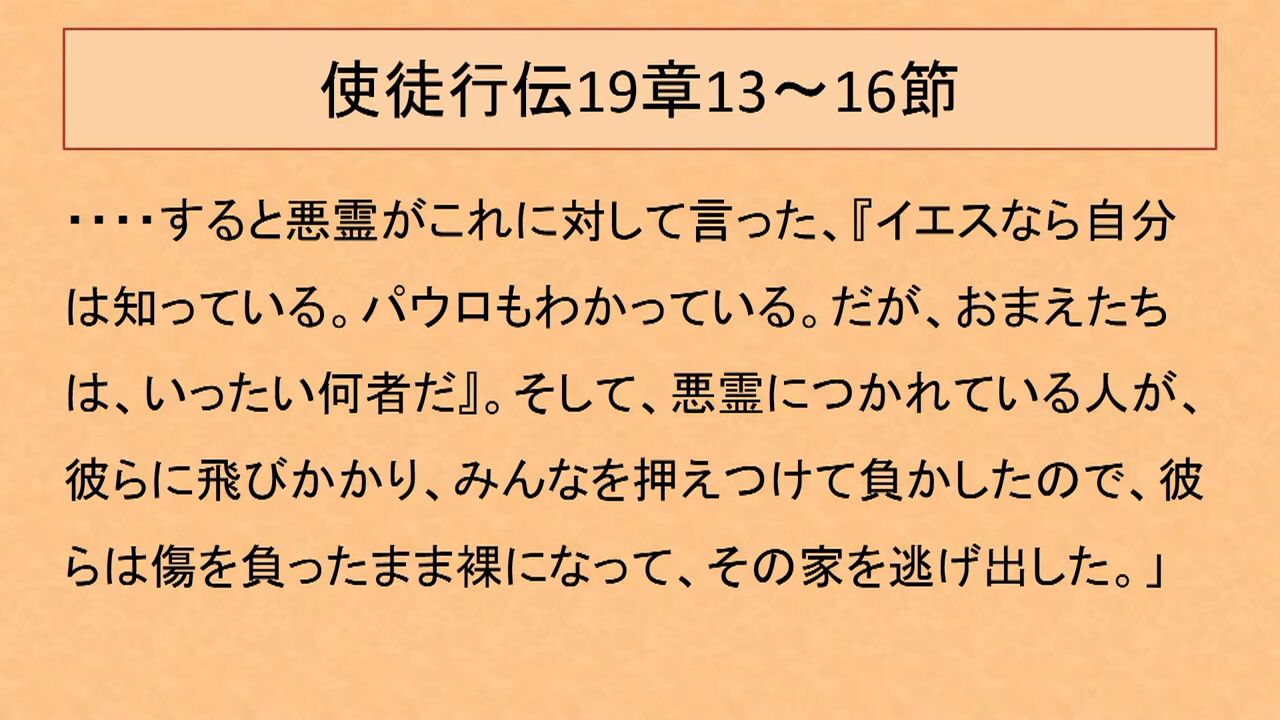 使徒行伝19章13～16節
・・・・すると悪霊がこれに対して言った、『イエスなら自分
は知っている。パウロもわかっている。だが、おまえたち
は、いったい何者だ』。そして、悪霊につかれている人が、
彼らに飛びかかり、みんなを押えつけて負かしたので、彼
らは傷を負ったまま裸になって、その家を逃げ出した。」